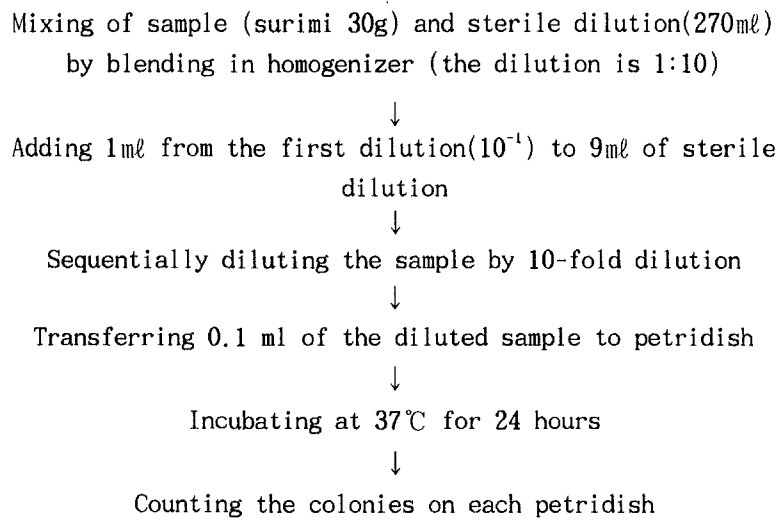 Mixing of sample (surimi 30g) and sterile dilution(270㎖)
by blending in homogenizer (the dilution is 1:10)
↓
Adding 1㎖ from the first dilution(10⁻¹) to 9㎖ of sterile
dilution
↓
Sequentially diluting the sample by 10-fold dilution
↓
Transferring 0.1 ml of the diluted sample to petridish
↓
Incubating at 37℃ for 24 hours
↓
Counting the colonies on each petridish